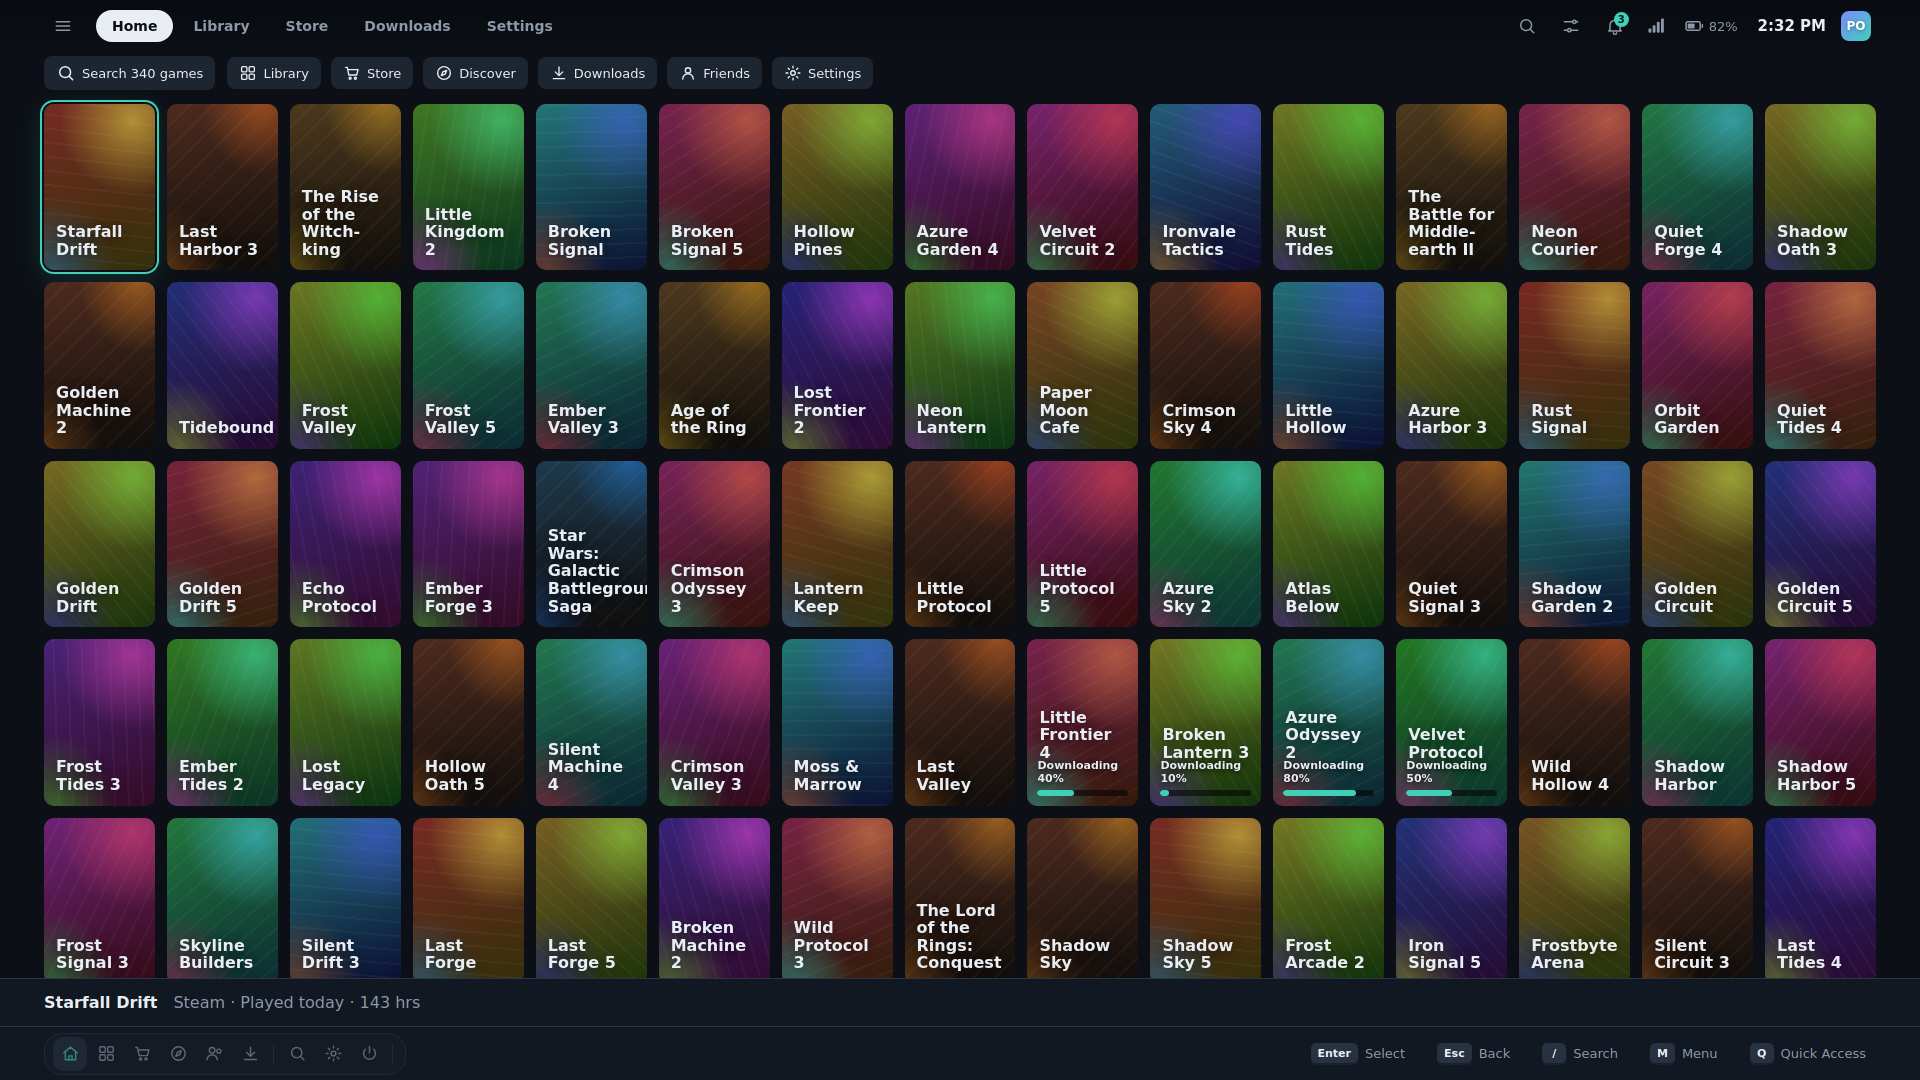 Home Library Store Downloads Settings 3 82% 2:32 PM PO
Search 340 games Library Store Discover Downloads Friends Settings
Starfall Drift
Last Harbor 3
The Rise of the Witch-king
Little Kingdom 2
Broken Signal
Broken Signal 5
Hollow Pines
Azure Garden 4
Velvet Circuit 2
Ironvale Tactics
Rust Tides
The Battle for Middle-earth II
Neon Courier
Quiet Forge 4
Shadow Oath 3
Golden Machine 2
Tidebound
Frost Valley
Frost Valley 5
Ember Valley 3
Age of the Ring
Lost Frontier 2
Neon Lantern
Paper Moon Cafe
Crimson Sky 4
Little Hollow
Azure Harbor 3
Rust Signal
Orbit Garden
Quiet Tides 4
Golden Drift
Golden Drift 5
Echo Protocol
Ember Forge 3
Star Wars: Galactic Battlegroun Saga
Crimson Odyssey 3
Lantern Keep
Little Protocol
Little Protocol 5
Azure Sky 2
Atlas Below
Quiet Signal 3
Shadow Garden 2
Golden Circuit
Golden Circuit 5
Frost Tides 3
Ember Tides 2
Lost Legacy
Hollow Oath 5
Silent Machine 4
Crimson Valley 3
Moss & Marrow
Last Valley
Little Frontier 4
Downloading 40%
Broken Lantern 3
Downloading 10%
Azure Odyssey 2
Downloading 80%
Velvet Protocol
Downloading 50%
Wild Hollow 4
Shadow Harbor
Shadow Harbor 5
Frost Signal 3
Skyline Builders
Silent Drift 3
Last Forge
Last Forge 5
Broken Machine 2
Wild Protocol 3
The Lord of the Rings: Conquest
Shadow Sky
Shadow Sky 5
Frost Arcade 2
Iron Signal 5
Frostbyte Arena
Silent Circuit 3
Last Tides 4
Starfall Drift Steam · Played today · 143 hrs
Enter Select Esc Back / Search M Menu Q Quick Access